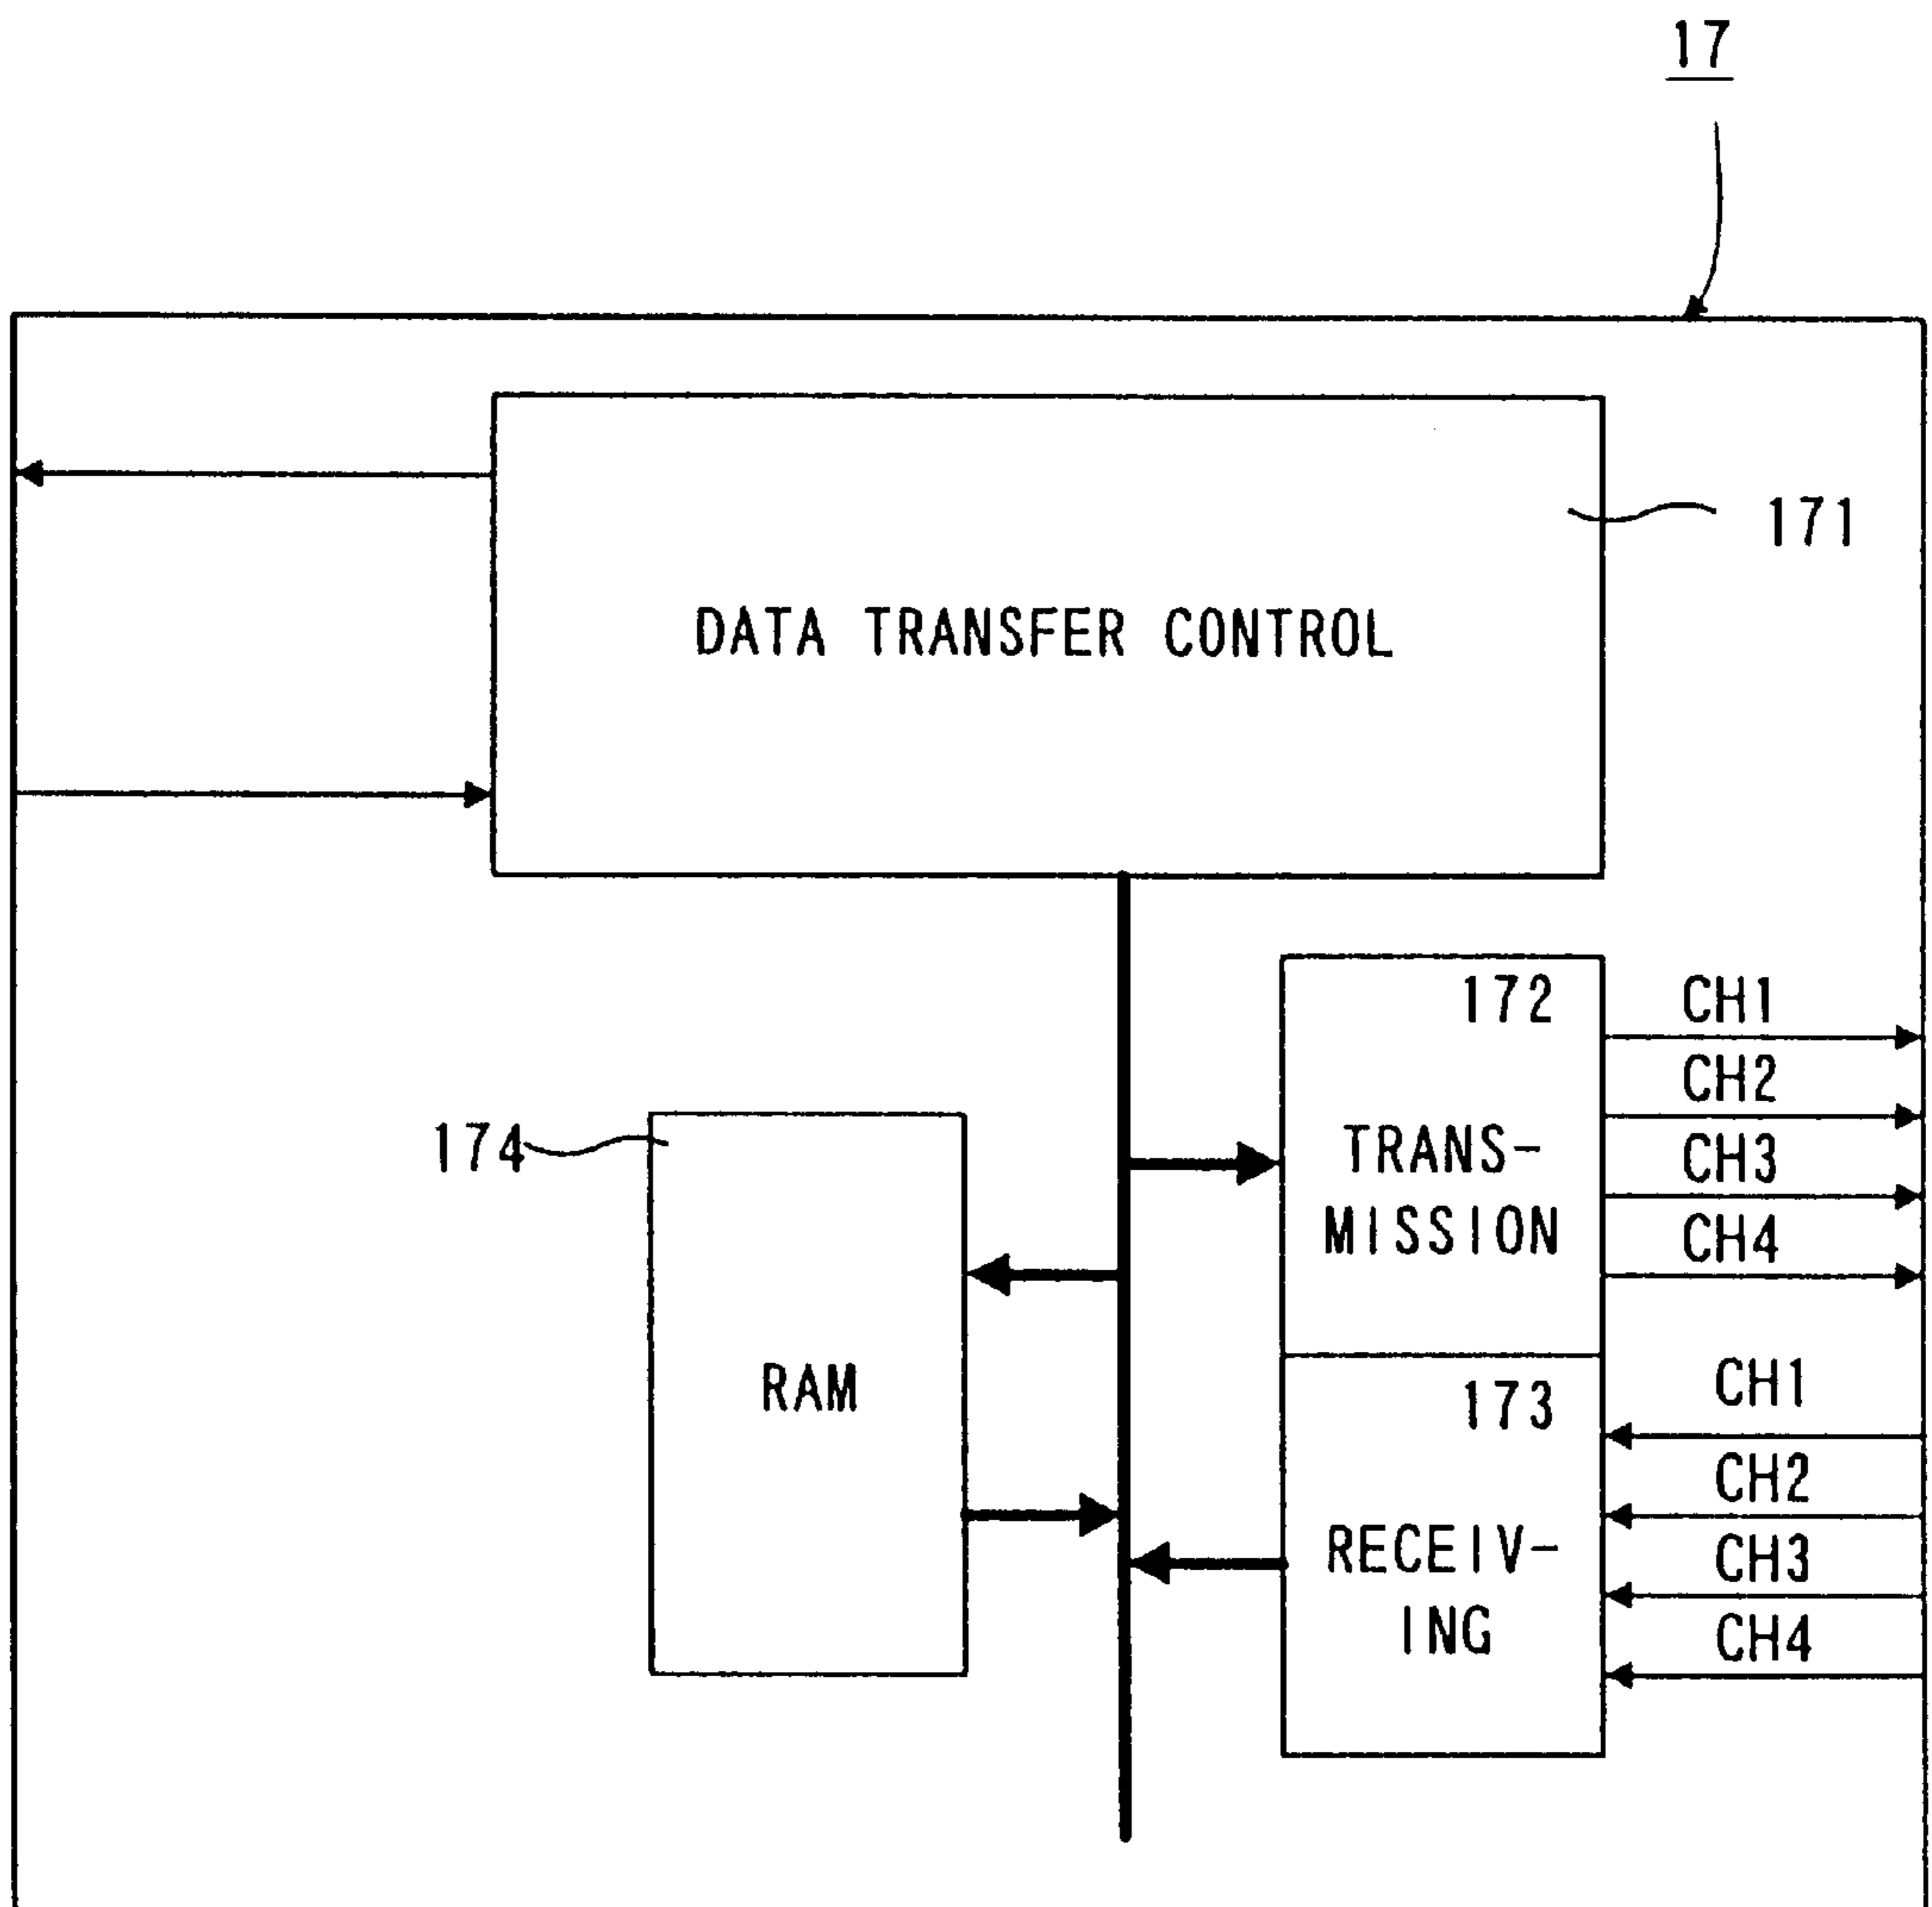 17
171
DATA TRANSFER CONTROL
172
CH1
CH2
174
TRANS-
MISSION
CH3
CH4
RAM
173
CH1
CH2
RECEIV-
ING
CH3
CH4